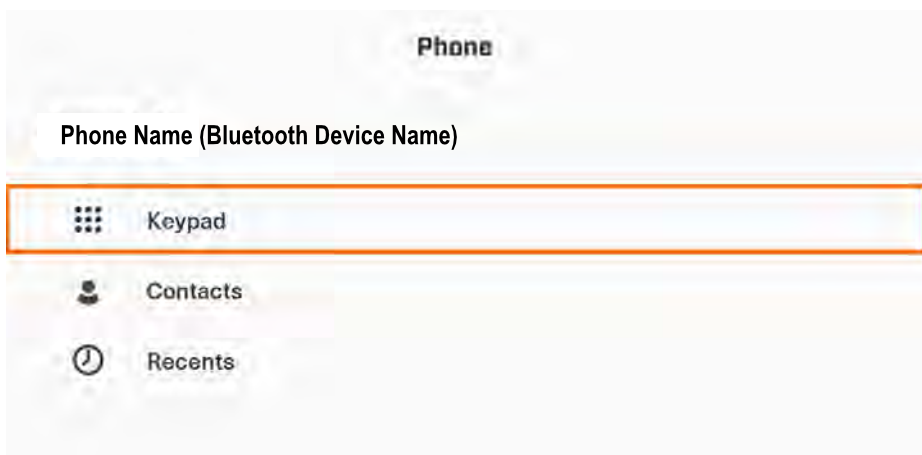 Phone
Phone Name (Bluetooth Device Name)
Keypad
Contacts
Recents